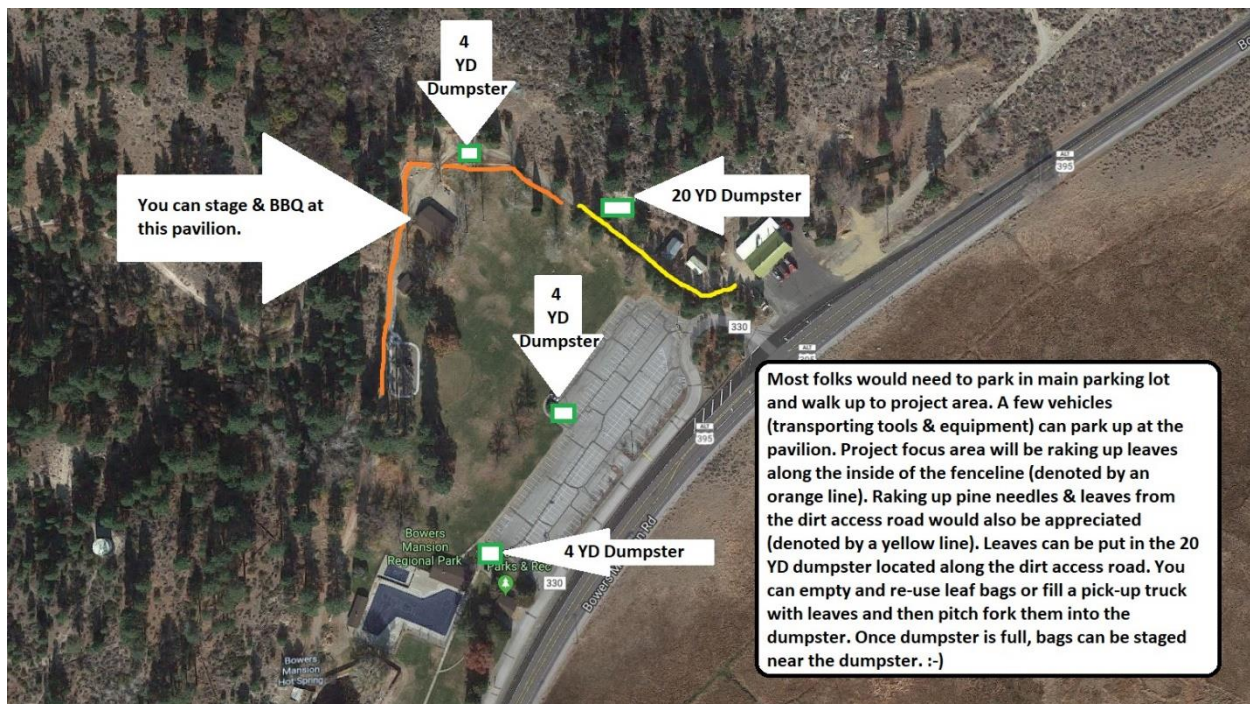 4
YD
Dumpster
You can stage & BBQ at
this pavilion.
20 YD Dumpster
ALT
395
4
YD
Dumpster
330
ALT
395
Bowers
Mansion
Regional Park
4 YD Dumpster
Parks & Rec
330
Bowers
Rd
Bowers
Mansion
Hot Spring
Most folks would need to park in main parking lot
and walk up to project area. A few vehicles
(transporting tools & equipment) can park up at the
pavilion. Project focus area will be raking up leaves
along the inside of the fenceline (denoted by an
orange line). Raking up pine needles & leaves from
the dirt access road would also be appreciated
(denoted by a yellow line). Leaves can be put in the 20
YD dumpster located along the dirt access road. You
can empty and re-use leaf bags or fill a pick-up truck
with leaves and then pitch fork them into the
dumpster. Once dumpster is full, bags can be staged
near the dumpster. :-)